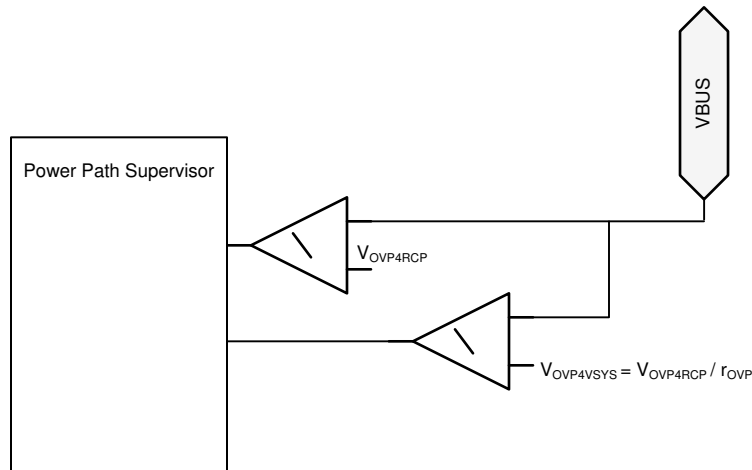 VBUS
Power Path Supervisor
VOVP4RCP
VOVP4VSYS = VOVP4RCP / rOVP